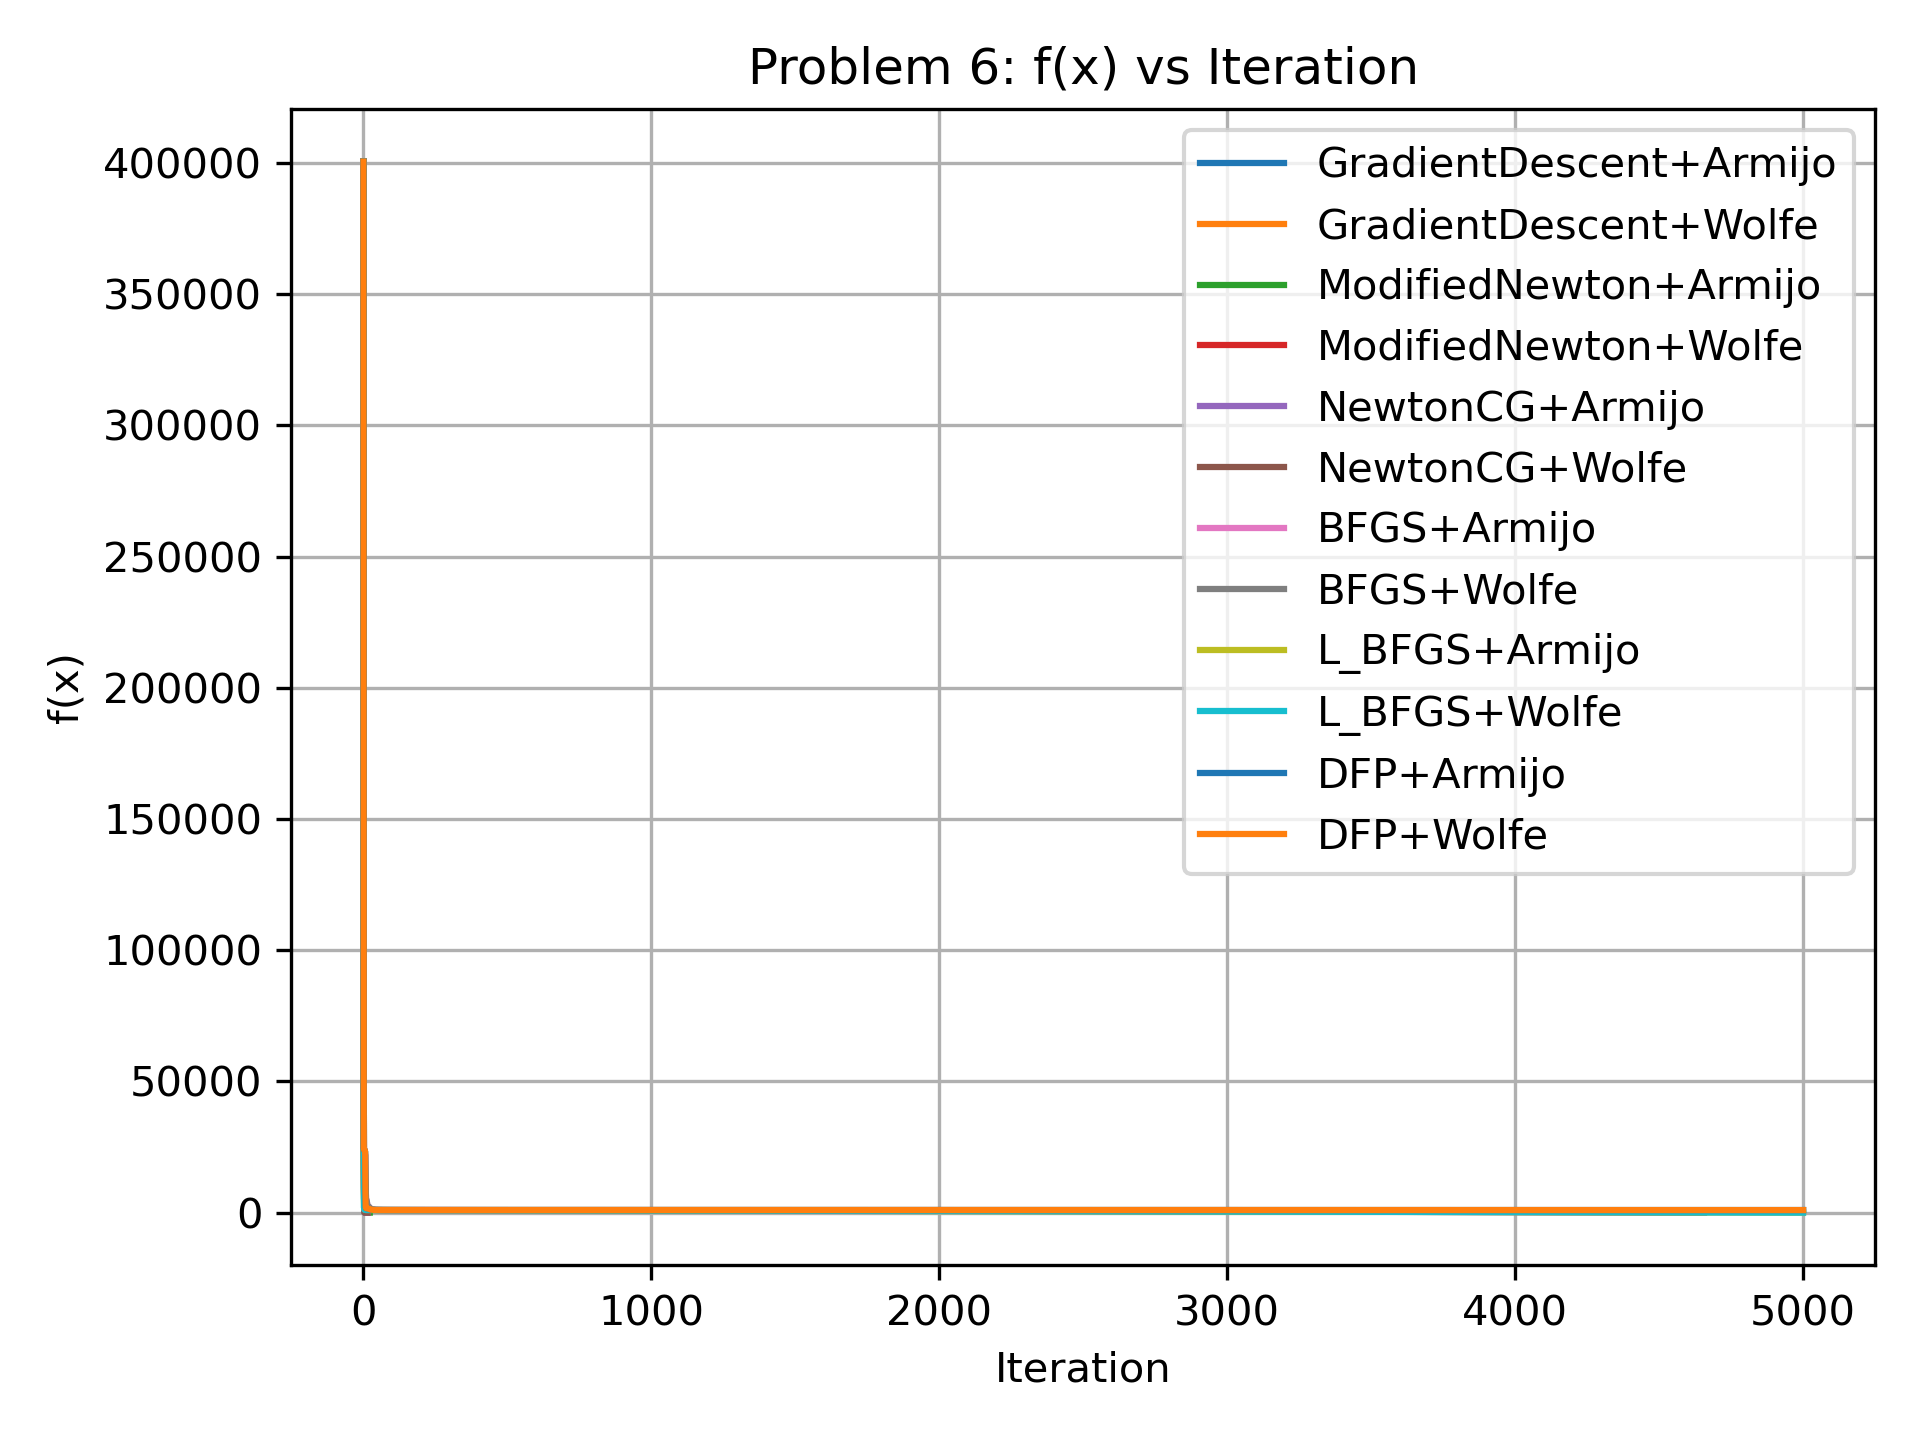 Problem 6: f(x) vs Iteration
400000
350000
300000
250000
200000
150000
100000
50000
0
f(x)
GradientDescent+Armijo
GradientDescent+Wolfe
ModifiedNewton+Armijo
ModifiedNewton+Wolfe
NewtonCG+Armijo
NewtonCG+Wolfe
BFGS+Armijo
BFGS+Wolfe
L_BFGS+Armijo
L_BFGS+Wolfe
DFP+Armijo
DFP+Wolfe
0 1000 2000 3000 4000 5000
Iteration